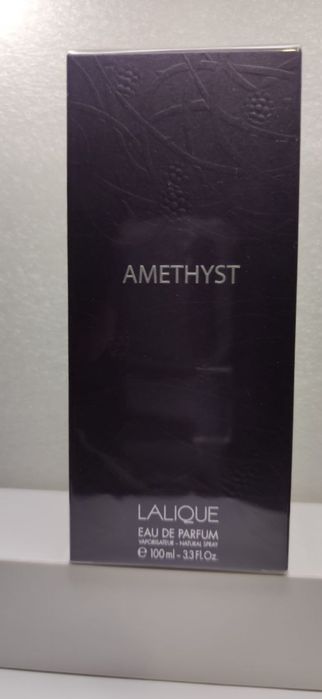 AMETHYST
LALIQUE
EAU DE PARFUM
VAPORISATEUR - NATURAL SPRAY
℮ 100 ml - 3.3 Fl. Oz.